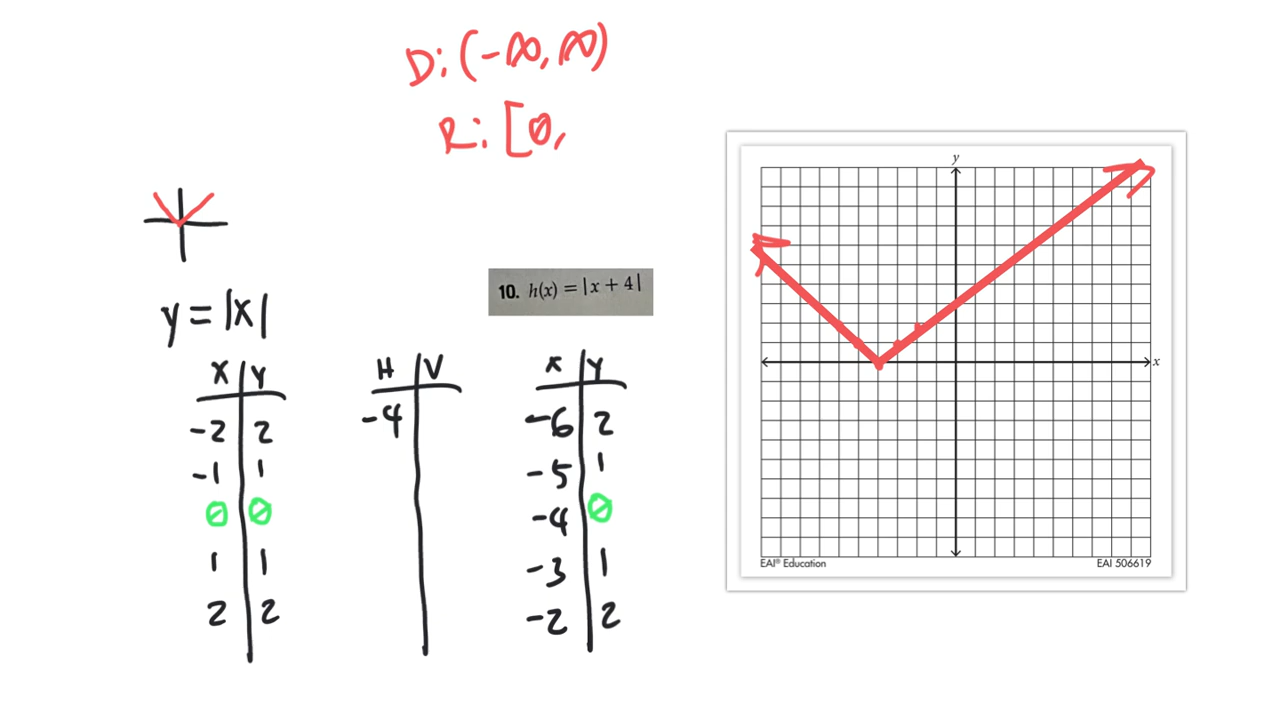 D: (-∞, ∞)
R: [0,
y
x
EAI® Education
EAI 506619
10. h(x) = |x + 4|
y = |x|
X Y
-2 2
-1 1
0 0
1 1
2 2
H V
-4
X Y
-6 2
-5 1
-4 0
-3 1
-2 2